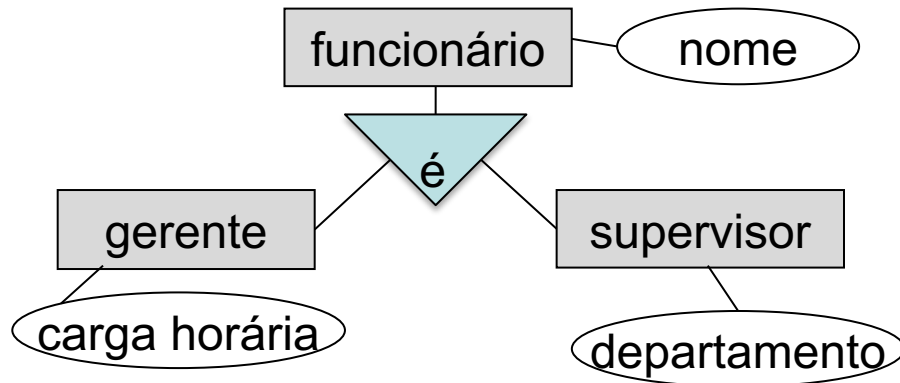 funcionário
nome
é
gerente
supervisor
carga horária
departamento